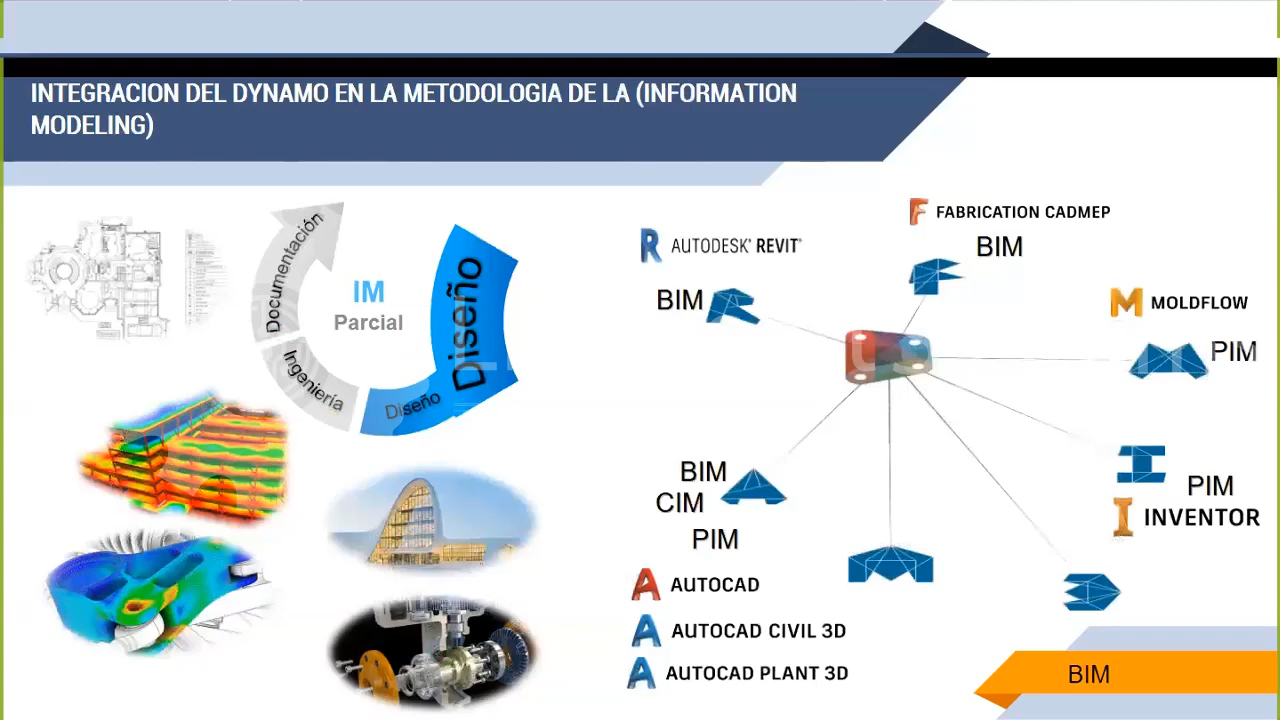 INTEGRACION DEL DYNAMO EN LA METODOLOGIA DE LA (INFORMATION
MODELING)
Documentación
Ingeniería
Diseño
Diseño
IM
Parcial
AUTODESK® REVIT®
BIM
F FABRICATION CADMEP
BIM
M MOLDFLOW
PIM
PIM
I INVENTOR
BIM
CIM
PIM
A AUTOCAD
A AUTOCAD CIVIL 3D
A AUTOCAD PLANT 3D
BIM